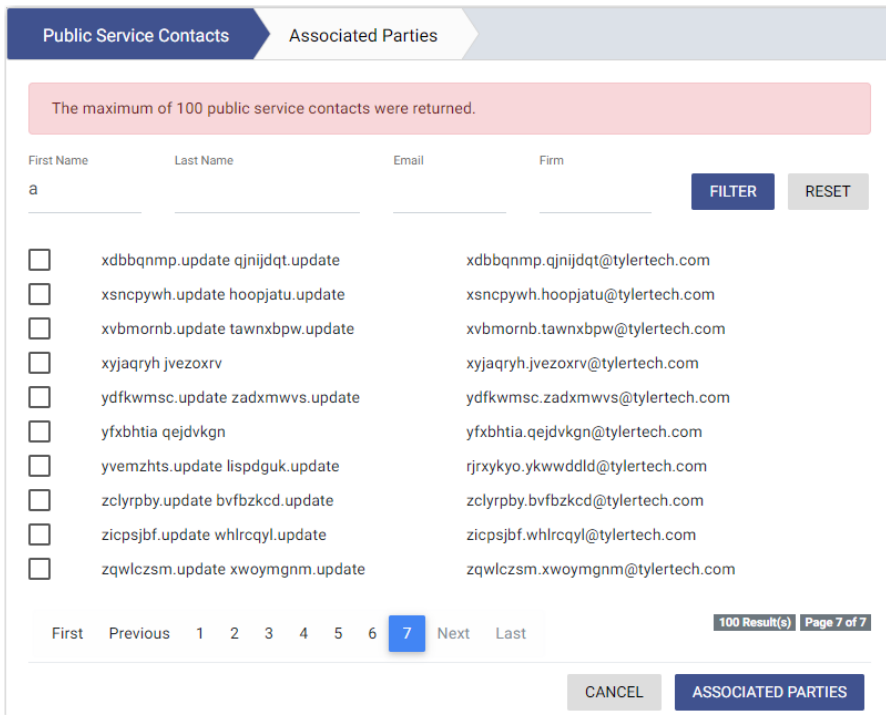 Public Service Contacts Associated Parties
The maximum of 100 public service contacts were returned.
First Name Last Name Email Firm
a
FILTER RESET
xdbbqnmp.update qjnijdqt.update xdbbqnmp.qjnijdqt@tylertech.com
xsncpywh.update hoopjatu.update xsncpywh.hoopjatu@tylertech.com
xvbmornb.update tawnxbpw.update xvbmornb.tawnxbpw@tylertech.com
xyjaqryh jvezoxrv xyjaqryh.jvezoxrv@tylertech.com
ydfkwmsc.update zadxmwvs.update ydfkwmsc.zadxmwvs@tylertech.com
yfxbhtia qejdvkgn yfxbhtia.qejdvkgn@tylertech.com
yvemzhts.update lispdguk.update rjrxykyo.ykwwddld@tylertech.com
zclyrpby.update bvfbzkcd.update zclyrpby.bvfbzkcd@tylertech.com
zicpsjbf.update whlrcqyl.update zicpsjbf.whlrcqyl@tylertech.com
zqwlczsm.update xwoymgnm.update zqwlczsm.xwoymgnm@tylertech.com
First Previous 1 2 3 4 5 6 7 Next Last
100 Result(s) Page 7 of 7
CANCEL ASSOCIATED PARTIES